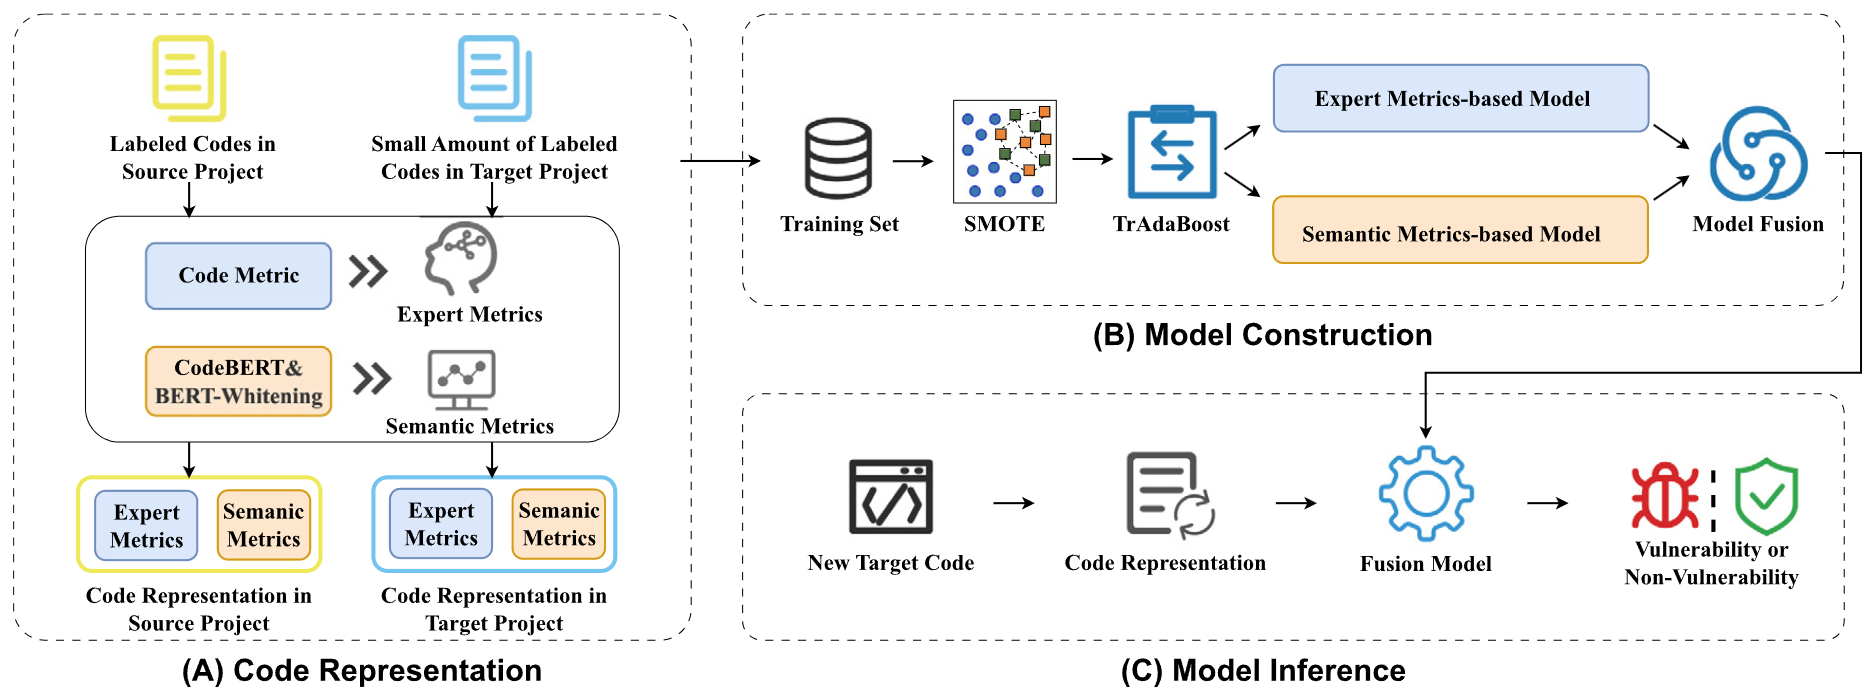 Labeled Codes in
Source Project
Small Amount of Labeled
Codes in Target Project
Code Metric
Expert Metrics
CodeBERT&
BERT-Whitening
Semantic Metrics
Expert
Metrics
Semanic
Metrics
Expert
Metrics
Semanic
Metrics
Code Representation in
Source Project
Code Representation in
Target Project
(A) Code Representation
Training Set
SMOTE
TrAdaBoost
Expert Metrics-based Model
Semantic Metrics-based Model
Model Fusion
(B) Model Construction
New Target Code
Code Representation
Fusion Model
Vulnerability or
Non-Vulnerability
(C) Model Inference